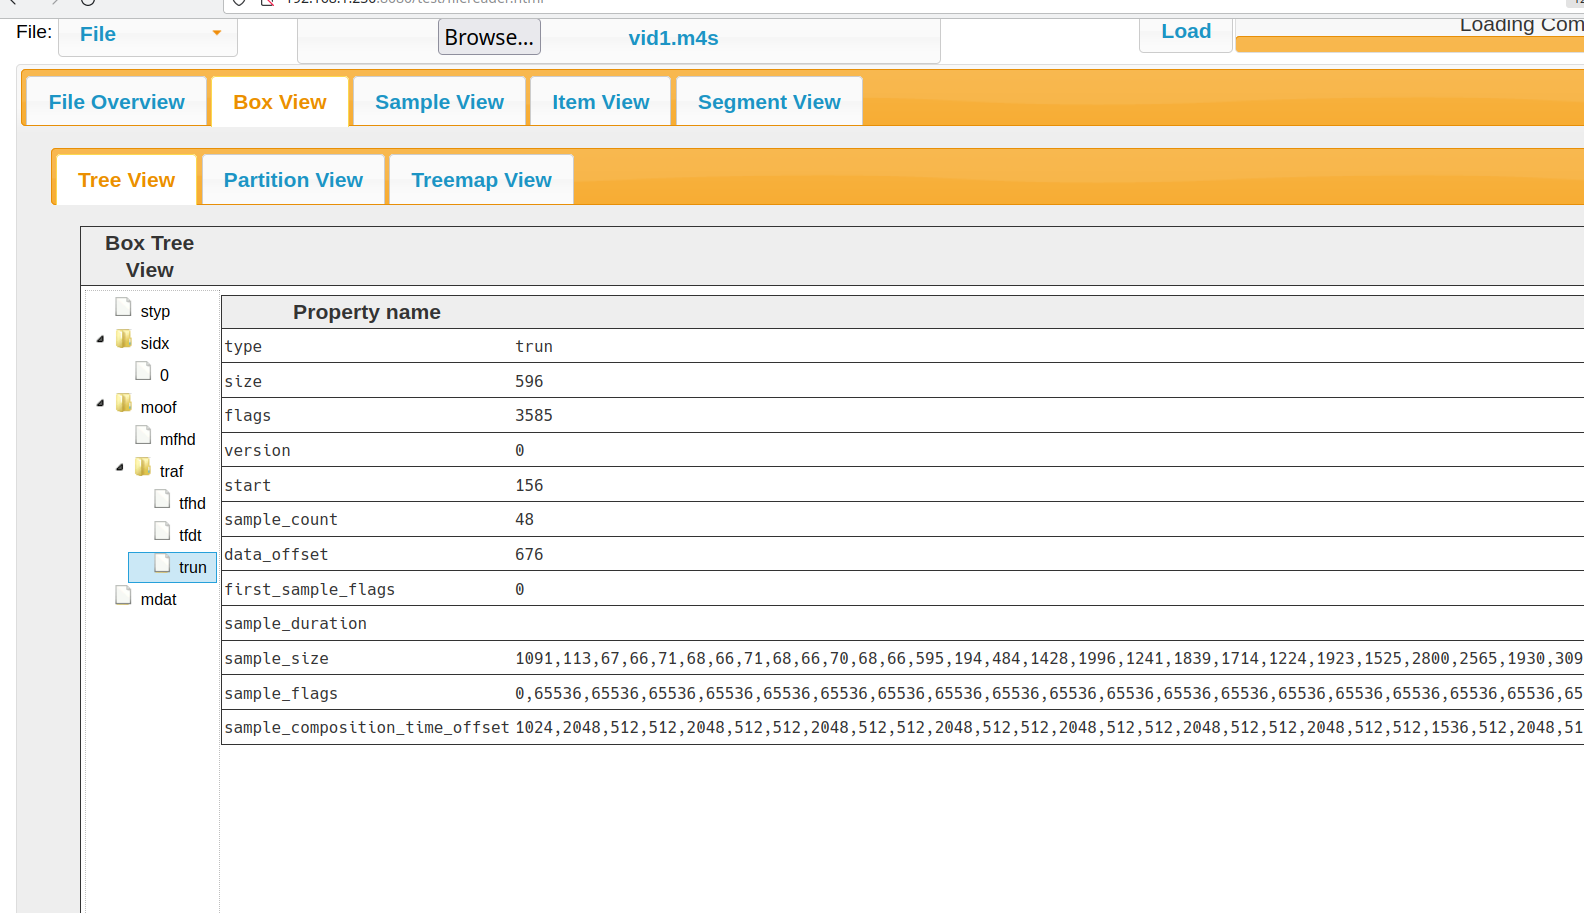 File:
File
Browse...
vid1.m4s
Load
Loading Com
File Overview
Box View
Sample View
Item View
Segment View
Tree View
Partition View
Treemap View
Box Tree
View
styp
sidx
0
moof
mfhd
traf
tfhd
tfdt
trun
mdat
Property name
type trun
size 596
flags 3585
version 0
start 156
sample_count 48
data_offset 676
first_sample_flags 0
sample_duration
sample_size 1091,113,67,66,71,68,66,71,68,66,70,68,66,595,194,484,1428,1996,1241,1839,1714,1224,1923,1525,2800,2565,1930,309
sample_flags 0,65536,65536,65536,65536,65536,65536,65536,65536,65536,65536,65536,65536,65536,65536,65536,65536,65536,65536,65
sample_composition_time_offset 1024,2048,512,512,2048,512,512,2048,512,512,2048,512,512,2048,512,512,2048,512,512,2048,512,512,1536,512,2048,51